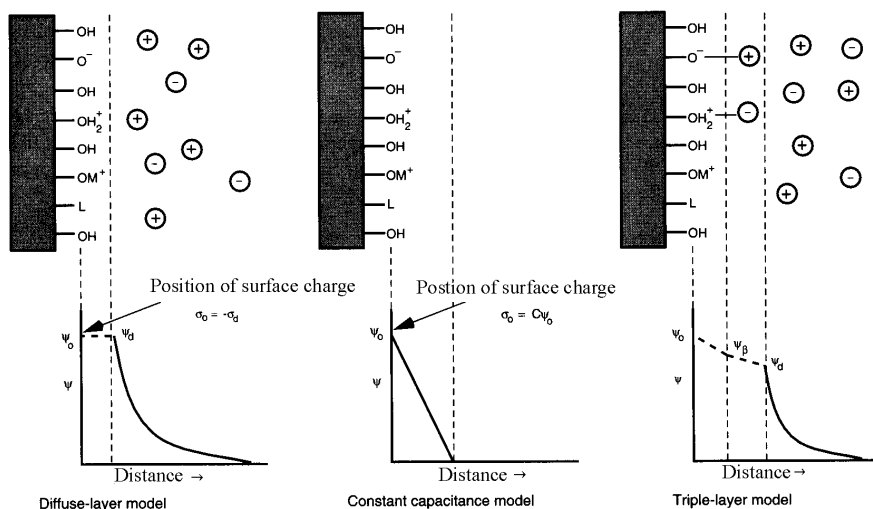 OH
O⁻
OH
OH₂⁺
OH
OM⁺
L
OH
+
+
−
+
+
−
−
+
Position of surface charge
σₒ = -σd
ψₒ
ψd
ψ
Distance →
Diffuse-layer model
OH
O⁻
OH
OH₂⁺
OH
OM⁺
L
OH
Postion of surface charge
σₒ = Cψₒ
ψₒ
ψ
Distance →
Constant capacitance model
OH
O⁻
OH
OH₂⁺
OH
OM⁺
L
OH
+
−
+
−
−
+
+
−
+
ψₒ
ψβ
ψd
ψ
Distance →
Triple-layer model